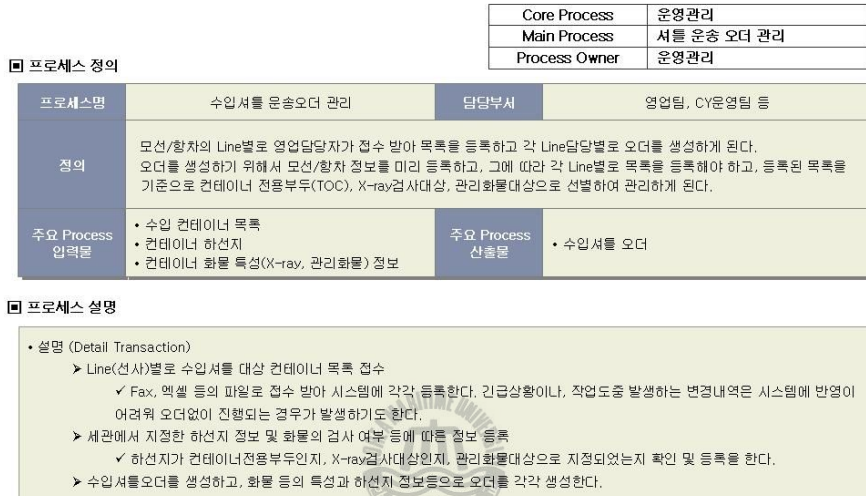 Core Process 운영관리
Main Process 셔틀 운송 오더 관리
Process Owner 운영관리
▣ 프로세스 정의
프로세스명 수입셔틀 운송오더 관리 담당부서 영업팀, CY운영팀 등
정의
모선/항차의 Line별로 영업담당자가 접수 받아 목록을 등록하고 각 Line담당별로 오더를 생성하게 된다.
오더를 생성하기 위해서 모선/항차 정보를 미리 등록하고, 그에 따라 각 Line별로 목록을 등록해야 하고, 등록된 목록을
기준으로 컨테이너 전용부두(TOC), X-ray검사대상, 관리화물대상으로 선별하여 관리하게 된다.
주요 Process
입력물
• 수입 컨테이너 목록
• 컨테이너 하선지
• 컨테이너 화물 특성(X-ray, 관리화물) 정보
주요 Process
산출물
• 수입셔틀 오더
▣ 프로세스 설명
• 설명 (Detail Transaction)
➢ Line(선사)별로 수입셔틀 대상 컨테이너 목록 접수
✓ Fax, 엑셀 등의 파일로 접수 받아 시스템에 각각 등록한다. 긴급상황이나, 작업도중 발생하는 변경내역은 시스템에 반영이
어려워 오더없이 진행되는 경우가 발생하기도 한다.
➢ 세관에서 지정한 하선지 정보 및 화물의 검사 여부 등에 따른 정보 등록
✓ 하선지가 컨테이너전용부두인지, X-ray검사대상인지, 관리화물대상으로 지정되었는지 확인 및 등록을 한다.
➢ 수입셔틀오더를 생성하고, 화물 등의 특성과 하선지 정보등으로 오더를 각각 생성한다.